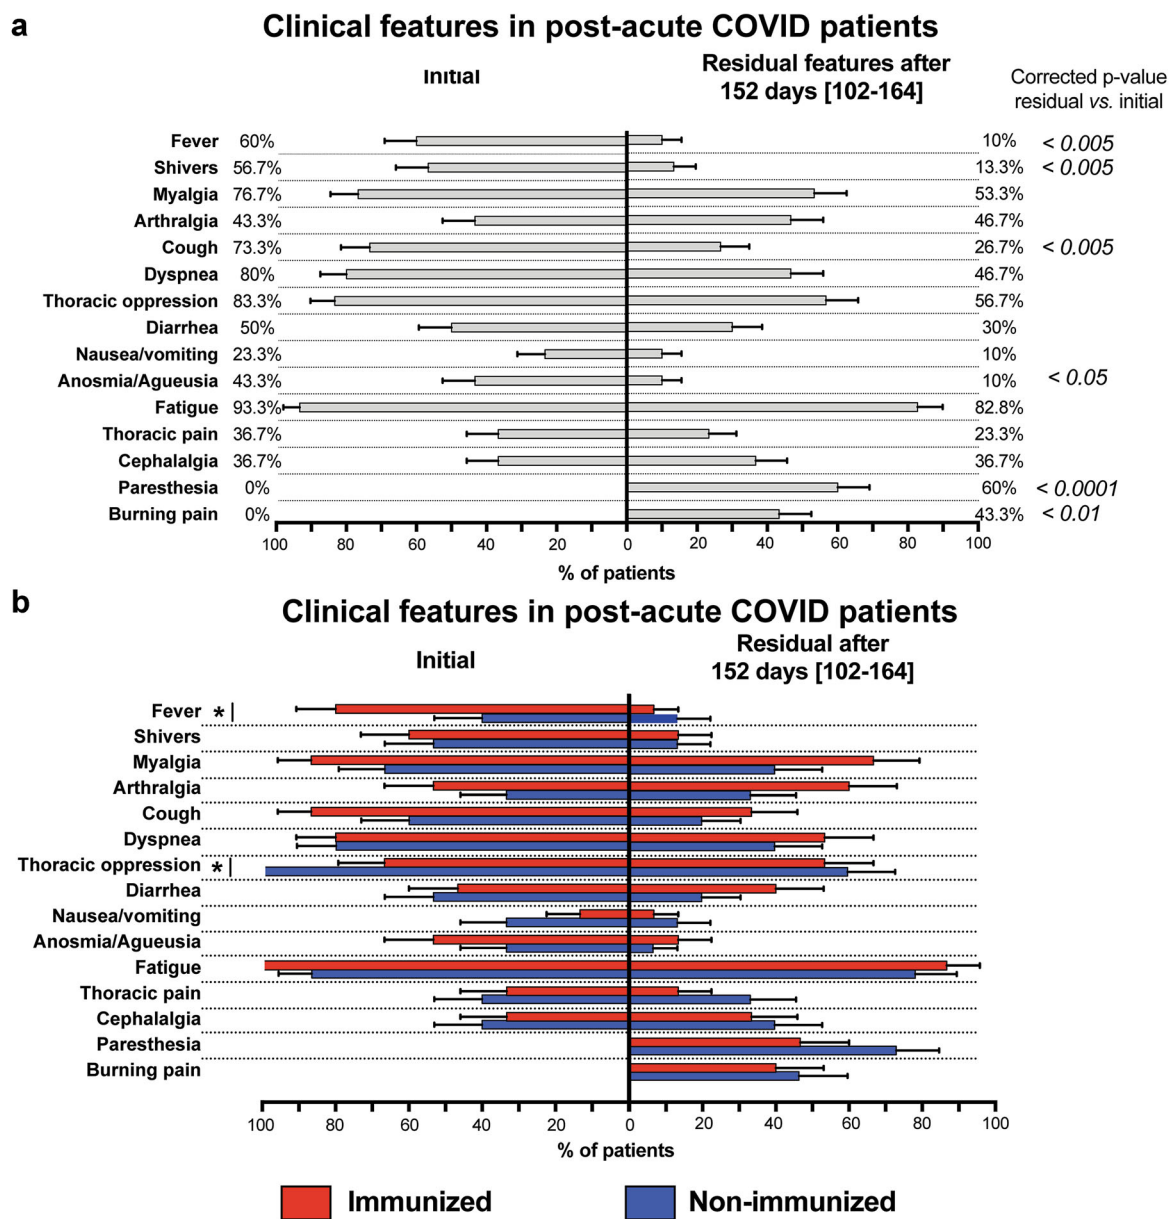 a
Clinical features in post-acute COVID patients
Initial
Residual features after
152 days [102-164]
Corrected p-value
residual vs. initial
Fever 60% 10% < 0.005
Shivers 56.7% 13.3% < 0.005
Myalgia 76.7% 53.3%
Arthralgia 43.3% 46.7%
Cough 73.3% 26.7% < 0.005
Dyspnea 80% 46.7%
Thoracic oppression 83.3% 56.7%
Diarrhea 50% 30%
Nausea/vomiting 23.3% 10%
Anosmia/Agueusia 43.3% 10% < 0.05
Fatigue 93.3% 82.8%
Thoracic pain 36.7% 23.3%
Cephalalgia 36.7% 36.7%
Paresthesia 0% 60% < 0.0001
Burning pain 0% 43.3% < 0.01
100 80 60 40 20 0 20 40 60 80 100
% of patients
b
Clinical features in post-acute COVID patients
Initial
Residual after
152 days [102-164]
Fever *
Shivers
Myalgia
Arthralgia
Cough
Dyspnea
Thoracic oppression *
Diarrhea
Nausea/vomiting
Anosmia/Agueusia
Fatigue
Thoracic pain
Cephalalgia
Paresthesia
Burning pain
100 80 60 40 20 0 20 40 60 80 100
% of patients
Immunized Non-immunized